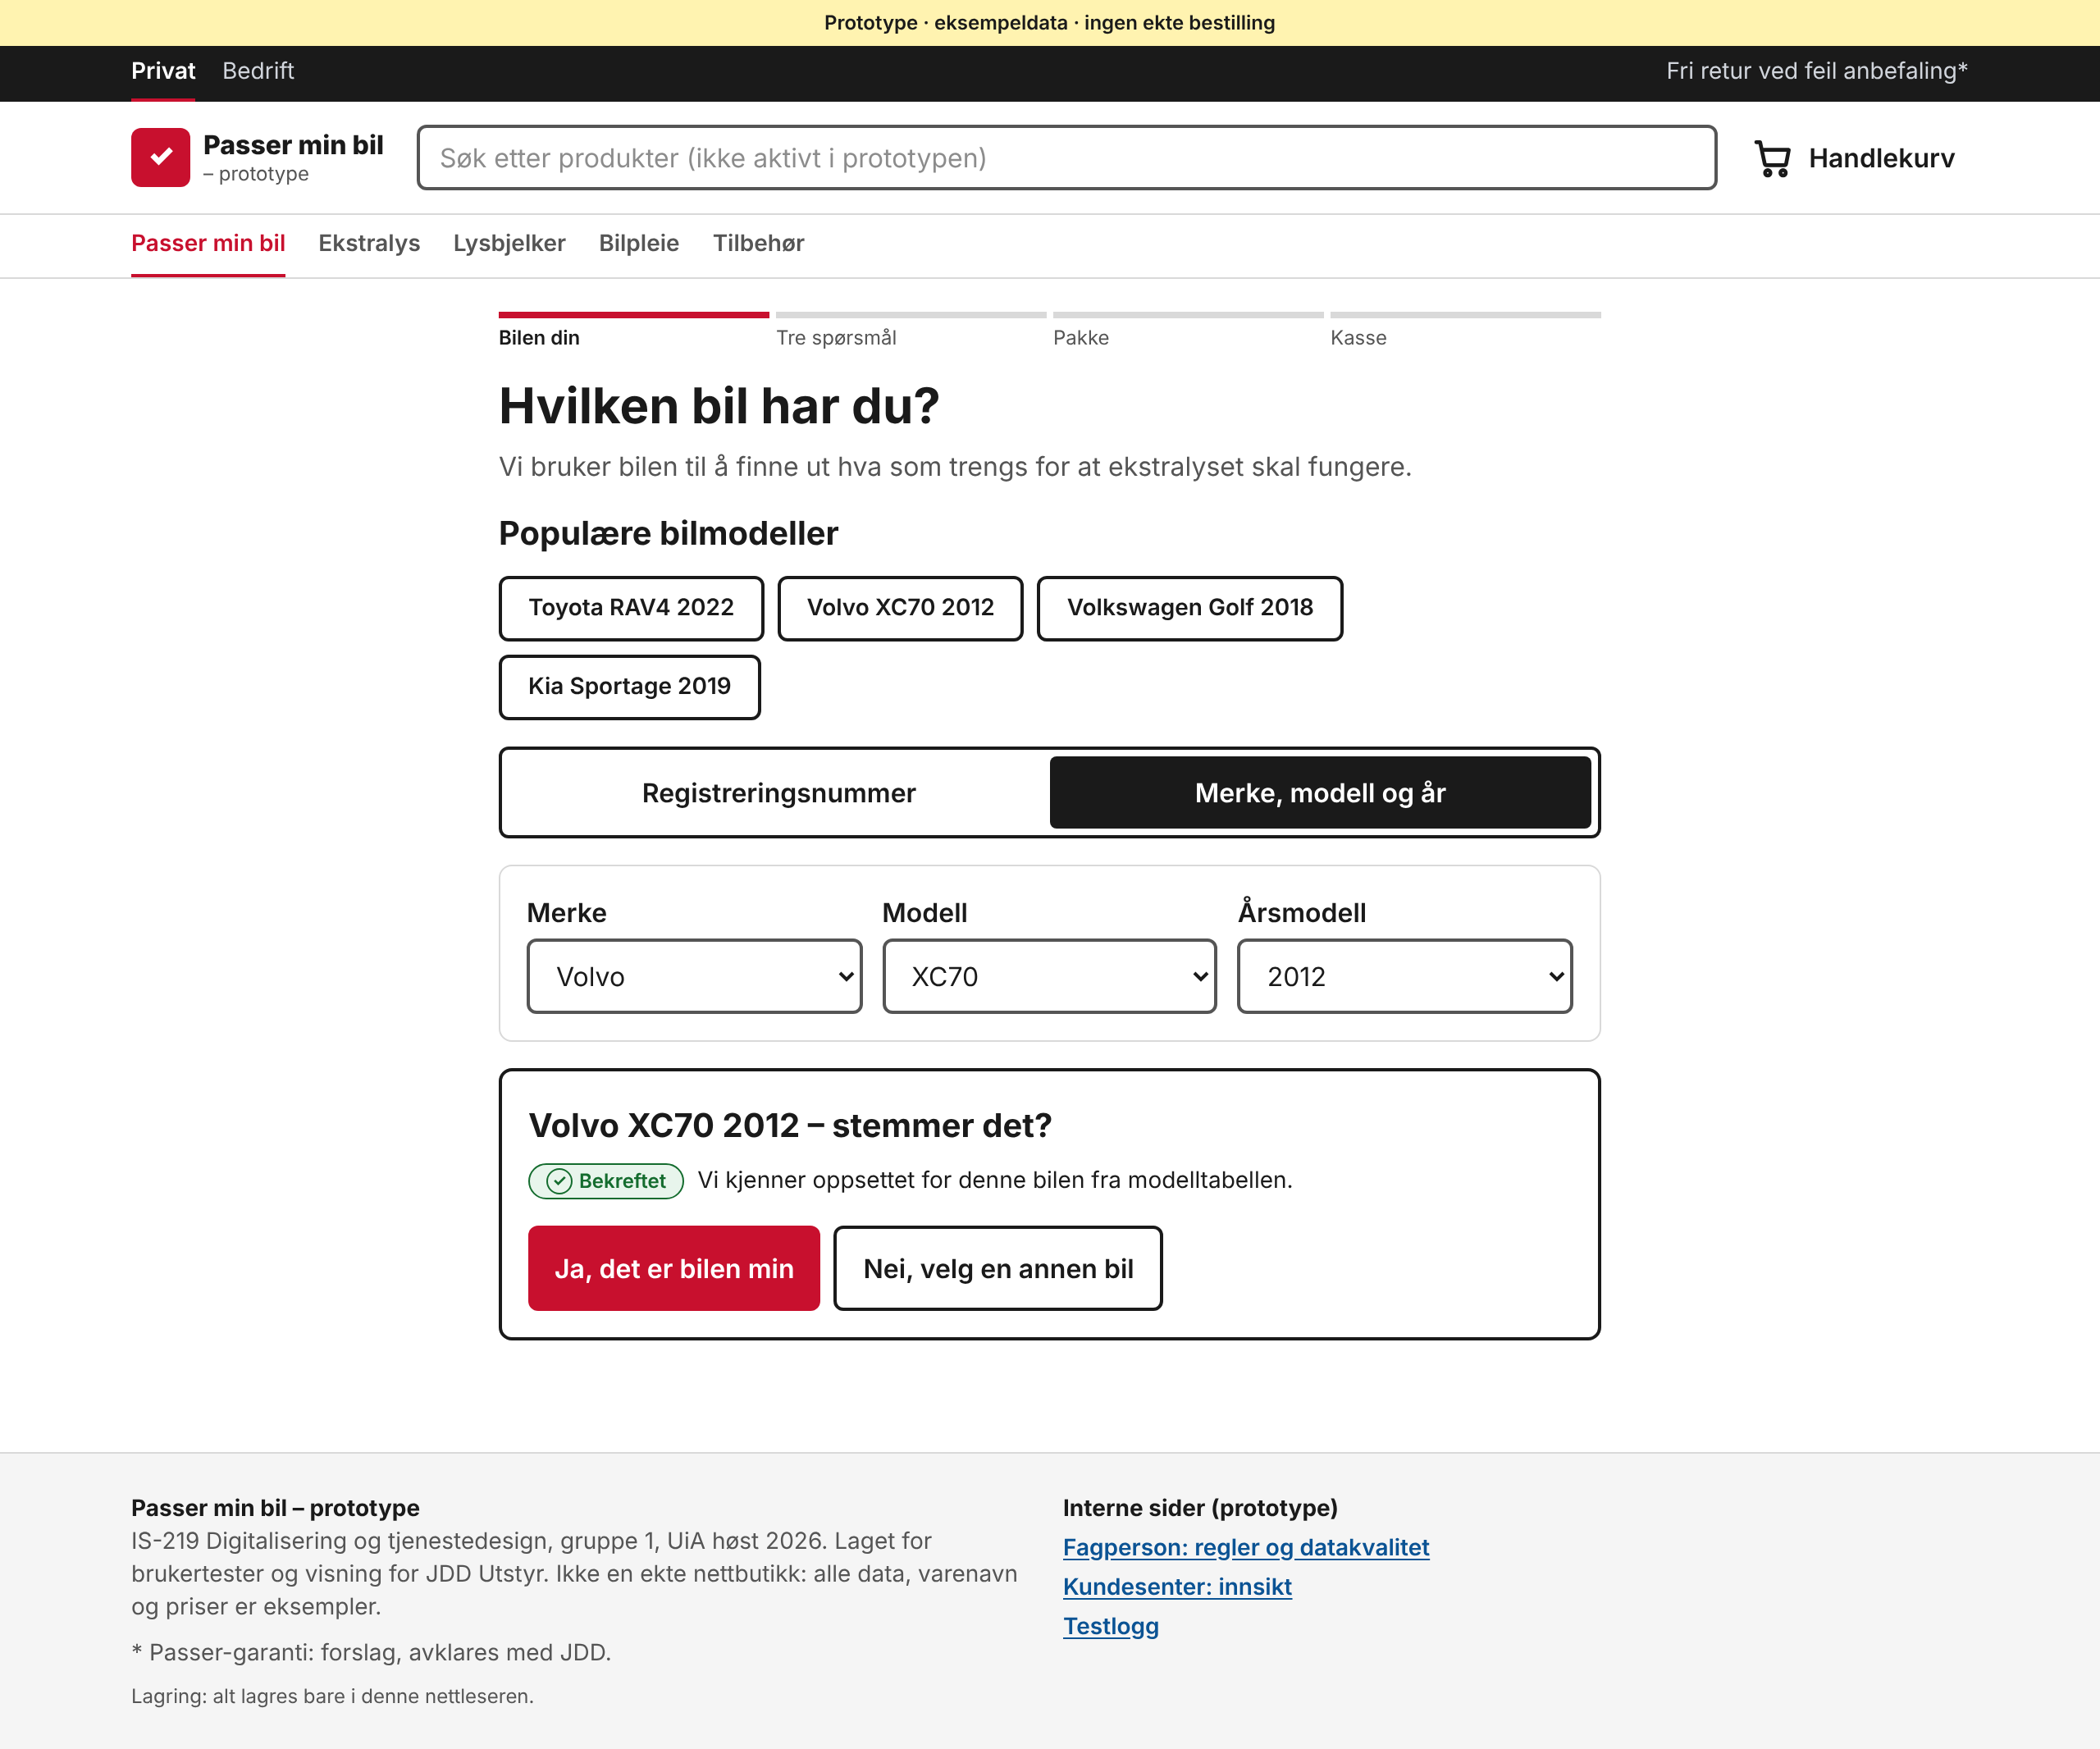 Prototype · eksempeldata · ingen ekte bestilling
Privat Bedrift Fri retur ved feil anbefaling*
Passer min bil
– prototype
Søk etter produkter (ikke aktivt i prototypen)
Handlekurv
Passer min bil Ekstralys Lysbjelker Bilpleie Tilbehør
Bilen din Tre spørsmål Pakke Kasse
Hvilken bil har du?
Vi bruker bilen til å finne ut hva som trengs for at ekstralyset skal fungere.
Populære bilmodeller
Toyota RAV4 2022 Volvo XC70 2012 Volkswagen Golf 2018
Kia Sportage 2019
Registreringsnummer Merke, modell og år
Merke Modell Årsmodell
Volvo XC70 2012
Volvo XC70 2012 – stemmer det?
Bekreftet Vi kjenner oppsettet for denne bilen fra modelltabellen.
Ja, det er bilen min Nei, velg en annen bil
Passer min bil – prototype
IS-219 Digitalisering og tjenestedesign, gruppe 1, UiA høst 2026. Laget for
brukertester og visning for JDD Utstyr. Ikke en ekte nettbutikk: alle data, varenavn
og priser er eksempler.
* Passer-garanti: forslag, avklares med JDD.
Lagring: alt lagres bare i denne nettleseren.
Interne sider (prototype)
Fagperson: regler og datakvalitet
Kundesenter: innsikt
Testlogg